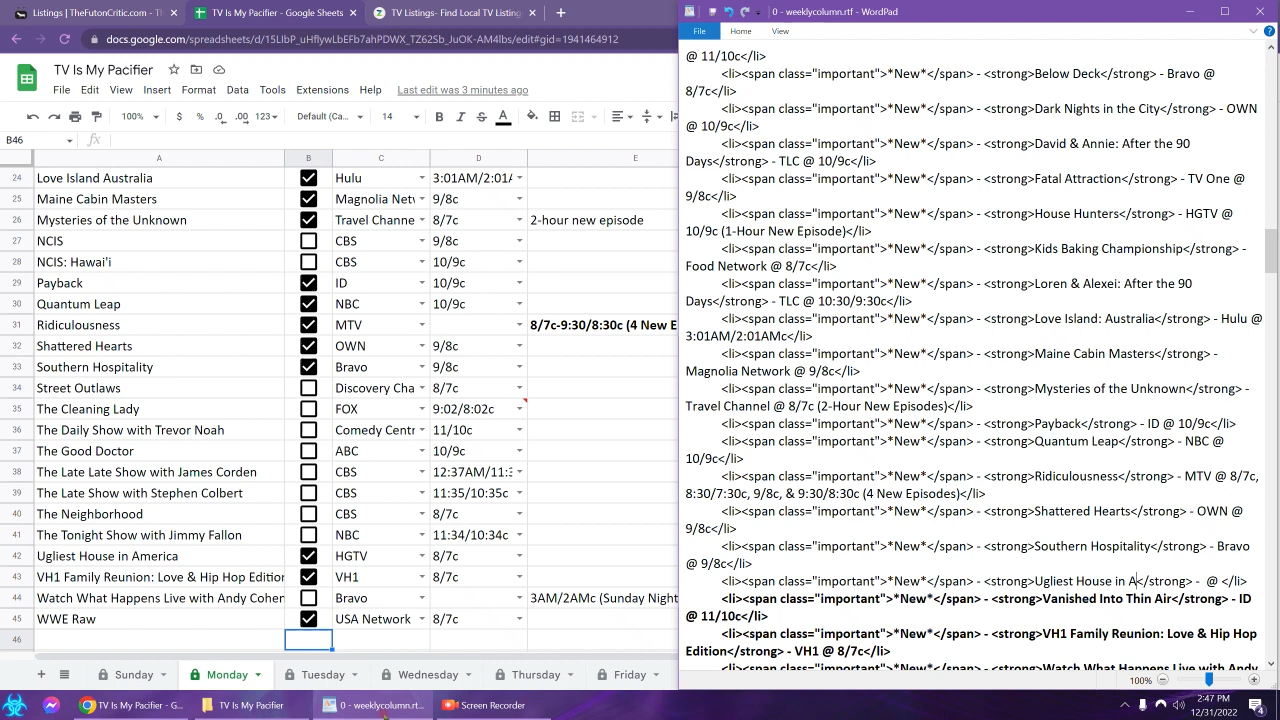 Listings - TheFutonCritic.com - Th
TV Is My Pacifier - Google Sheets
TV Listings- Find Local TV Listing
docs.google.com/spreadsheets/d/
TV Is My Pacifier
File Edit View Insert Format Data Tools Extensions Help Last edit was 3 minutes ago
100% $ % .0 .00 123 Default (Ca... 14 B I S A
B46 fx
A B C D E
24 Love Island Australia Hulu 3:01AM/2:01A
25 Maine Cabin Masters Magnolia Netv 9/8c
26 Mysteries of the Unknown Travel Channe 8/7c 2-hour new episode
27 NCIS CBS 9/8c
28 NCIS: Hawai'i CBS 10/9c
29 Payback ID 10/9c
30 Quantum Leap NBC 10/9c
31 Ridiculousness MTV 8/7c-9:30/8:30c (4 New E
32 Shattered Hearts OWN 9/8c
33 Southern Hospitality Bravo 9/8c
34 Street Outlaws Discovery Cha 8/7c
35 The Cleaning Lady FOX 9:02/8:02c
36 The Daily Show with Trevor Noah Comedy Centr 11/10c
37 The Good Doctor ABC 10/9c
38 The Late Late Show with James Corden CBS 12:37AM/11:3
39 The Late Show with Stephen Colbert CBS 11:35/10:35c
40 The Neighborhood CBS 8/7c
41 The Tonight Show with Jimmy Fallon NBC 11:34/10:34c
42 Ugliest House in America HGTV 8/7c
43 VH1 Family Reunion: Love & Hip Hop Edition VH1 8/7c
44 Watch What Happens Live with Andy Cohen Bravo 3AM/2AMc (Sunday Night
45 WWE Raw USA Network 8/7c
46
Sunday Monday Tuesday Wednesday Thursday Friday
0 - weeklycolumn.rtf - WordPad
File Home View
@ 11/10c</li>
<li><span class="important">*New*</span> - <strong>Below Deck</strong> - Bravo @
8/7c</li>
<li><span class="important">*New*</span> - <strong>Dark Nights in the City</strong> - OWN
@ 10/9c</li>
<li><span class="important">*New*</span> - <strong>David & Annie: After the 90
Days</strong> - TLC @ 10/9c</li>
<li><span class="important">*New*</span> - <strong>Fatal Attraction</strong> - TV One @
9/8c</li>
<li><span class="important">*New*</span> - <strong>House Hunters</strong> - HGTV @
10/9c (1-Hour New Episode)</li>
<li><span class="important">*New*</span> - <strong>Kids Baking Championship</strong> -
Food Network @ 8/7c</li>
<li><span class="important">*New*</span> - <strong>Loren & Alexei: After the 90
Days</strong> - TLC @ 10:30/9:30c</li>
<li><span class="important">*New*</span> - <strong>Love Island: Australia</strong> - Hulu @
3:01AM/2:01AMc</li>
<li><span class="important">*New*</span> - <strong>Maine Cabin Masters</strong> -
Magnolia Network @ 9/8c</li>
<li><span class="important">*New*</span> - <strong>Mysteries of the Unknown</strong> -
Travel Channel @ 8/7c (2-Hour New Episodes)</li>
<li><span class="important">*New*</span> - <strong>Payback</strong> - ID @ 10/9c</li>
<li><span class="important">*New*</span> - <strong>Quantum Leap</strong> - NBC @
10/9c</li>
<li><span class="important">*New*</span> - <strong>Ridiculousness</strong> - MTV @ 8/7c,
8:30/7:30c, 9/8c, & 9:30/8:30c (4 New Episodes)</li>
<li><span class="important">*New*</span> - <strong>Shattered Hearts</strong> - OWN @
9/8c</li>
<li><span class="important">*New*</span> - <strong>Southern Hospitality</strong> - Bravo
@ 9/8c</li>
<li><span class="important">*New*</span> - <strong>Ugliest House in A</strong> -  @ </li>
<li><span class="important">*New*</span> - <strong>Vanished Into Thin Air</strong> - ID
@ 11/10c</li>
<li><span class="important">*New*</span> - <strong>VH1 Family Reunion: Love & Hip Hop
Edition</strong> - VH1 @ 8/7c</li>
<li><span class="important">*New*</span> - <strong>Watch What Happens Live with Andy
100%
TV Is My Pacifier - G... TV Is My Pacifier 0 - weeklycolumn.rtf... Screen Recorder
2:47 PM
12/31/2022
4